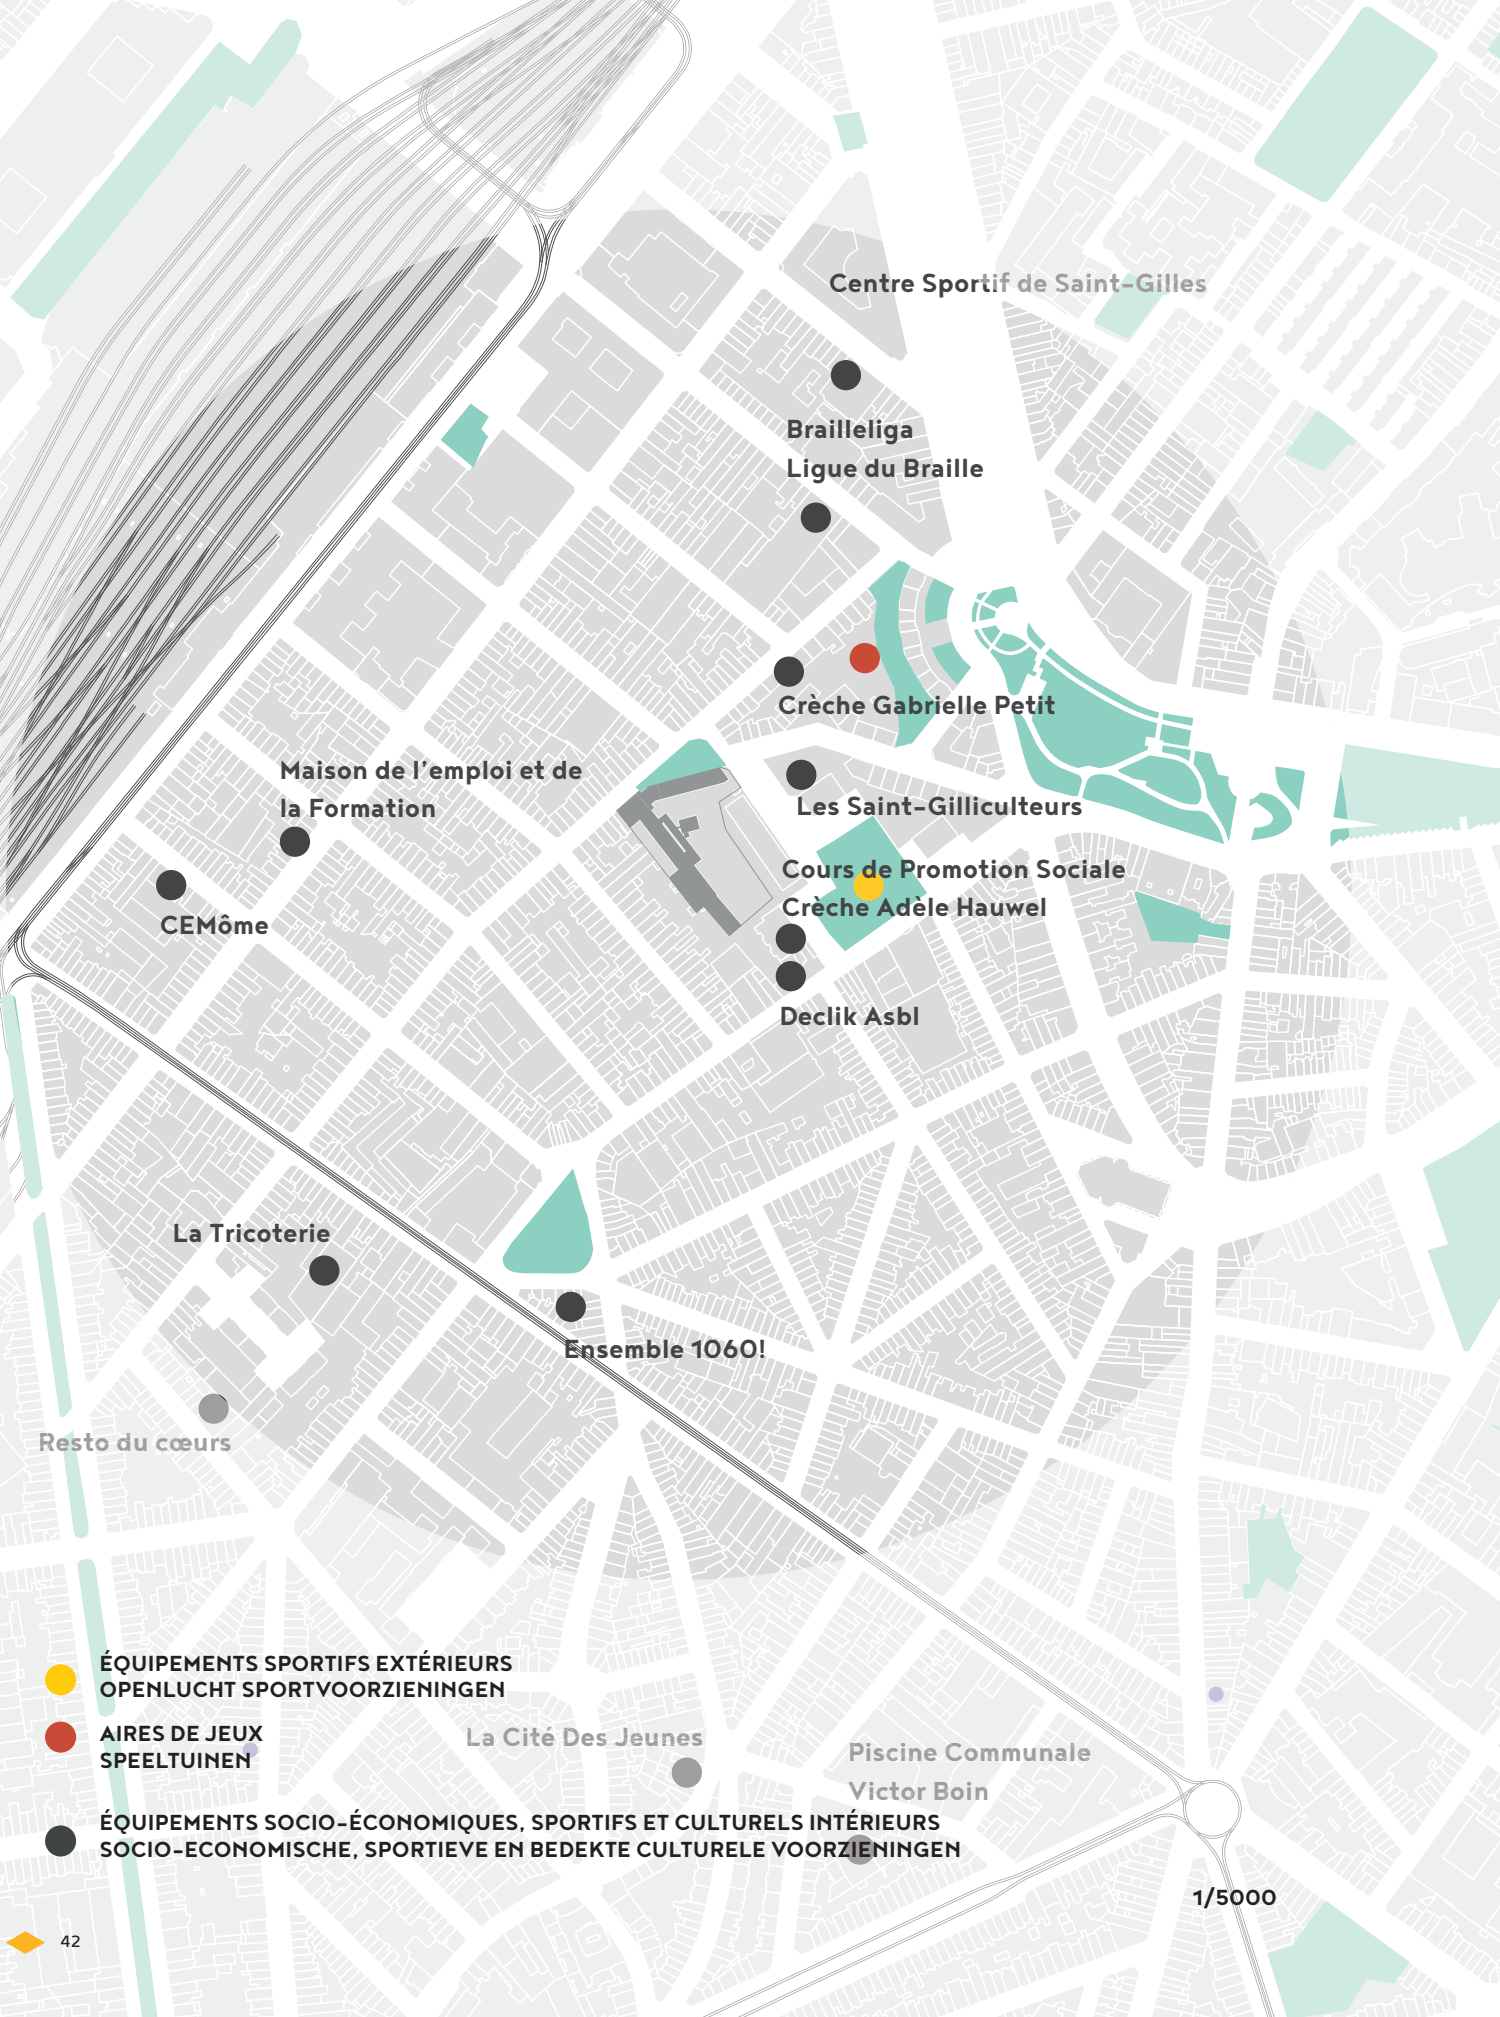 Centre Sportif de Saint-Gilles
Brailleliga
Ligue du Braille
Crèche Gabrielle Petit
Maison de l'emploi et de
la Formation
Les Saint-Gilliculteurs
Cours de Promotion Sociale
Crèche Adèle Hauwel
CEMôme
Declik Asbl
La Tricoterie
Ensemble 1060!
Resto du cœurs
ÉQUIPEMENTS SPORTIFS EXTÉRIEURS
OPENLUCHT SPORTVOORZIENINGEN
AIRES DE JEUX
SPEELTUINEN
La Cité Des Jeunes
Piscine Communale
Victor Boin
ÉQUIPEMENTS SOCIO-ÉCONOMIQUES, SPORTIFS ET CULTURELS INTÉRIEURS
SOCIO-ECONOMISCHE, SPORTIEVE EN BEDEKTE CULTURELE VOORZIENINGEN
1/5000
42